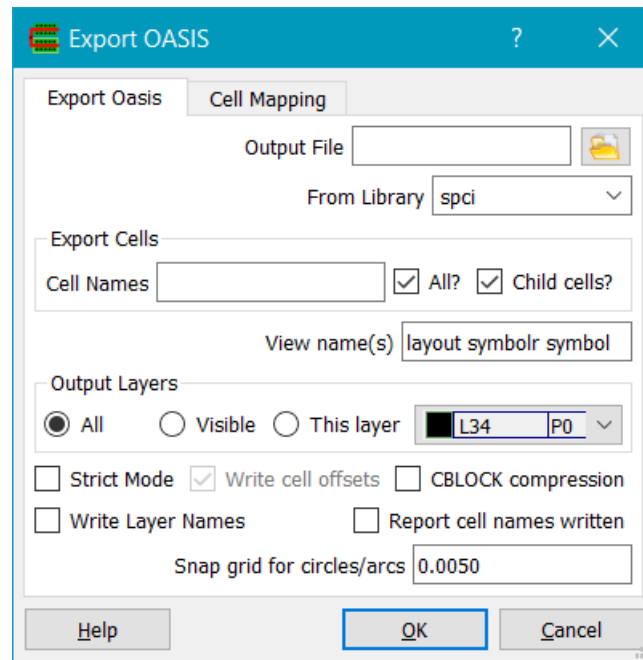 Export OASIS ?
Export Oasis Cell Mapping
Output File
From Library spci
Export Cells
Cell Names All? Child cells?
View name(s) layout symbolr symbol
Output Layers
All Visible This layer L34 P0
Strict Mode Write cell offsets CBLOCK compression
Write Layer Names Report cell names written
Snap grid for circles/arcs 0.0050
Help OK Cancel